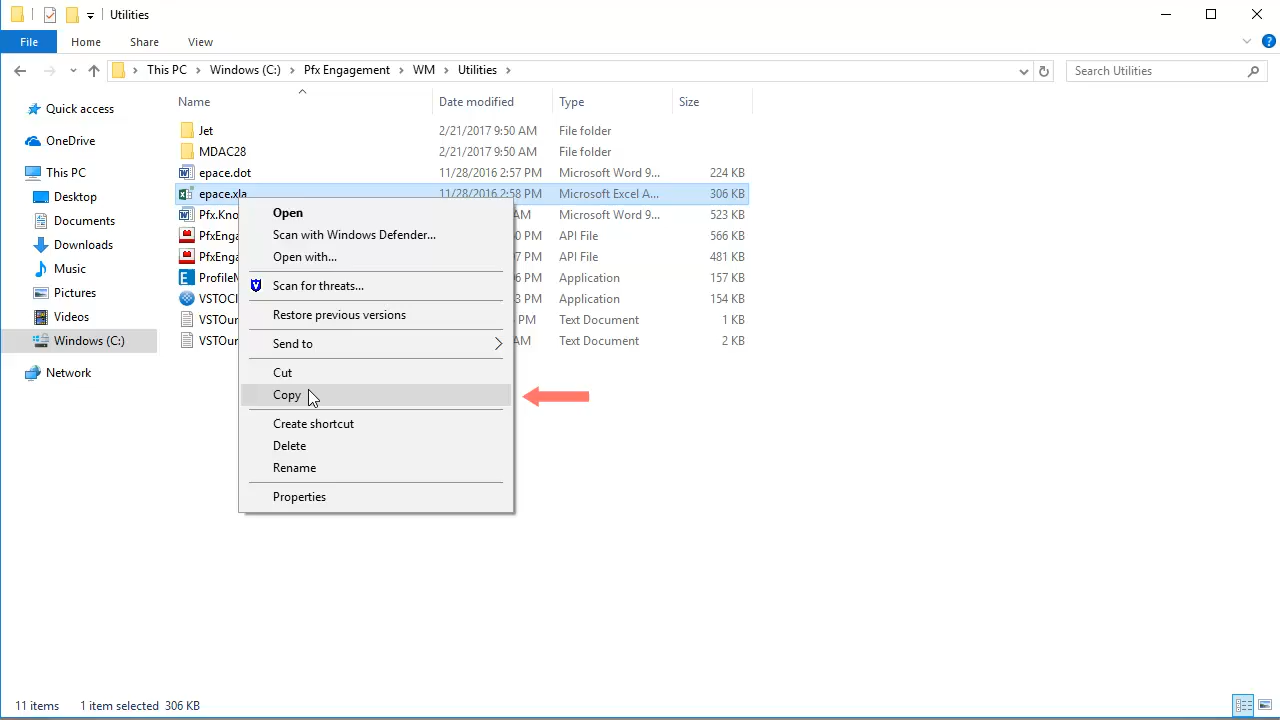 Utilities
File Home Share View
This PC Windows (C:) Pfx Engagement WM Utilities Search Utilities
Name Date modified Type Size
Quick access
OneDrive
This PC
Desktop
Documents
Downloads
Music
Pictures
Videos
Windows (C:)
Network
Jet 2/21/2017 9:50 AM File folder
MDAC28 2/21/2017 9:50 AM File folder
epace.dot 11/28/2016 2:57 PM Microsoft Word 9... 224 KB
epace.xla 11/28/2016 2:58 PM Microsoft Excel A... 306 KB
Pfx.Kno AM Microsoft Word 9... 523 KB
PfxEnga PM API File 566 KB
PfxEnga PM API File 481 KB
PM Application 157 KB
PM Application 154 KB
VSTOur PM Text Document 1 KB
VSTOur AM Text Document 2 KB
Open
Scan with Windows Defender...
Open with...
Scan for threats...
Restore previous versions
Send to
Cut
Copy
Create shortcut
Delete
Rename
Properties
11 items 1 item selected 306 KB